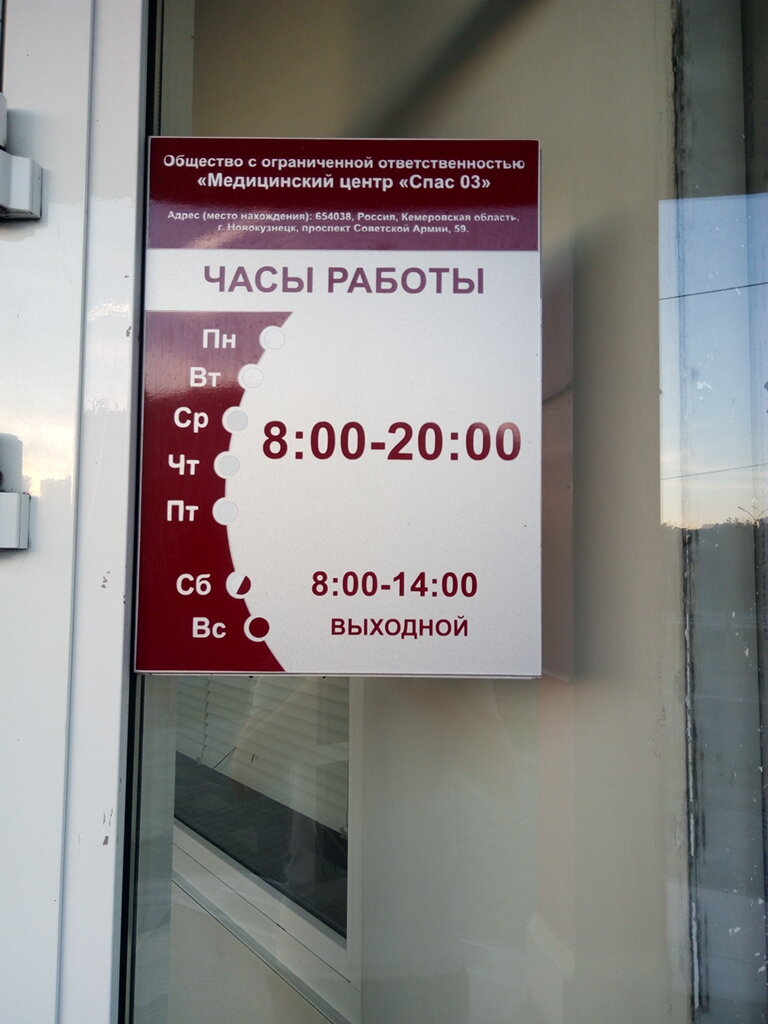 Общество с ограниченной ответственностью
«Медицинский центр «Спас 03»
Адрес (место нахождения): 654038, Россия, Кемеровская область,
г. Новокузнецк, проспект Советской Армии, 59.
ЧАСЫ РАБОТЫ
Пн
Вт
Ср
Чт
Пт
8:00-20:00
Сб 8:00-14:00
Вс ВЫХОДНОЙ